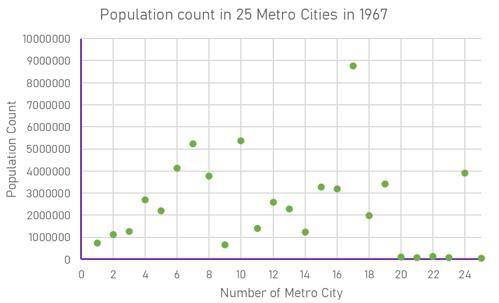 Population count in 25 Metro Cities in 1967
10000000
9000000
8000000
7000000
6000000
5000000
4000000
3000000
2000000
1000000
0
Population Count
0 2 4 6 8 10 12 14 16 18 20 22 24
Number of Metro City